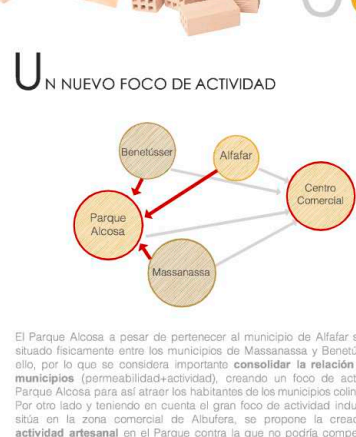 UN NUEVO FOCO DE ACTIVIDAD
Benetússer
Alfafar
Centro
Comercial
Parque
Alcosa
Massanassa
El Parque Alcosa a pesar de pertenecer al municipio de Alfafar
situado fisicamente entre los municipios de Massanassa y
ello, por lo que se considera importante consolidar la relación
municipios (permeabilidad+actividad), creando un foco de
Parque Alcosa para así atraer los habitantes de los municipios
Por otro lado y teniendo en cuenta el gran foco de actividad
sitúa en la zona comercial de Albufera, se propone la
actividad artesanal en el Parque contra la que no podría